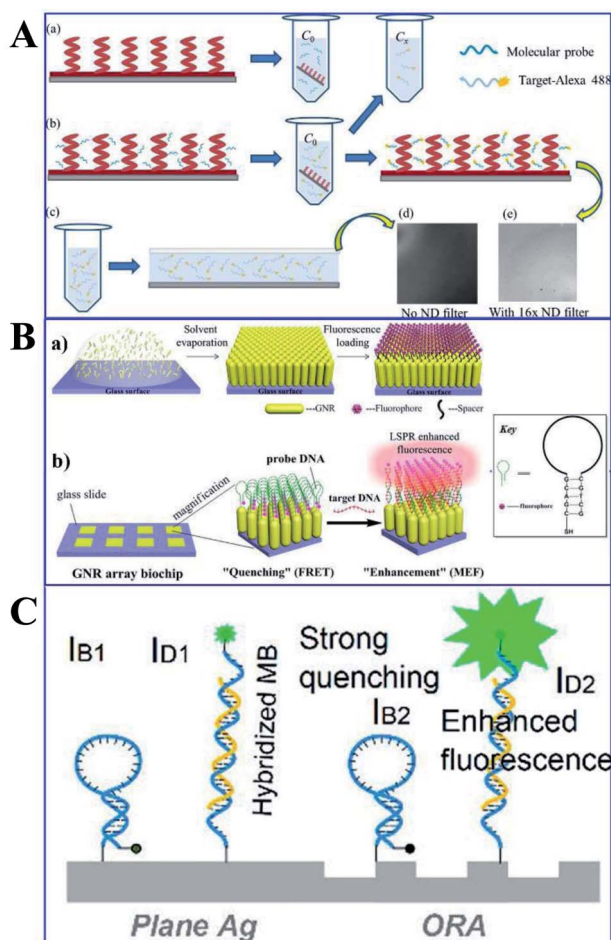 A
(a)
C0
Cx
Molecular probe
Target-Alexa 488
(b)
C0
(c)
(d)
(e)
No ND filter
With 16x ND filter
B
a)
Solvent
evaporation
Fluorescence
loading
Glass surface
Glass surface
Glass surface
---GNR
---Fluorophore
---Spacer
b)
glass slide
magnification
probe DNA
target DNA
LSPR enhanced
fluorescence
GNR array biochip
"Quenching" (FRET)
"Enhancement" (MEF)
Key
---fluorophore
SH
C
IB1
ID1
Hybridized MB
Strong
quenching
IB2
ID2
Enhanced
fluorescence
Plane Ag
ORA